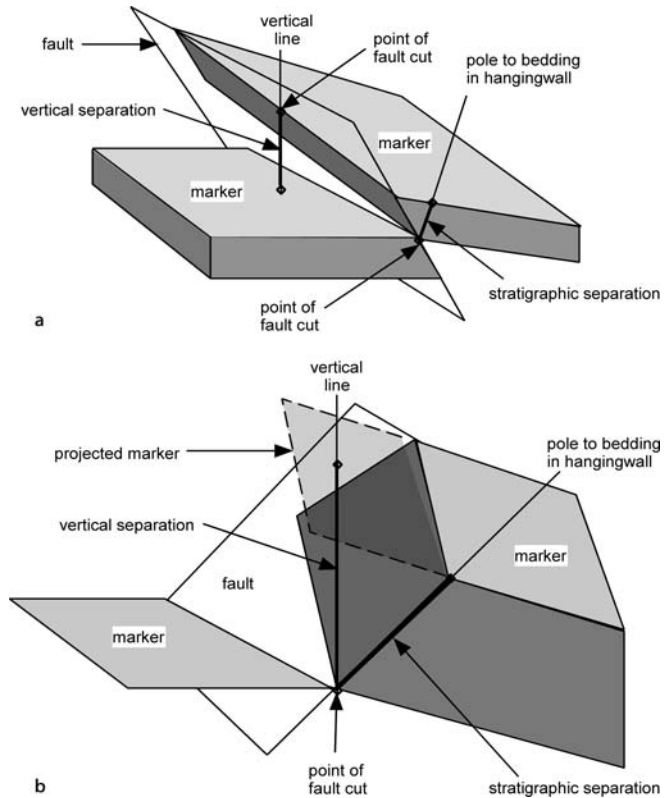 vertical
line
fault
point of
fault cut
pole to bedding
in hangingwall
vertical separation
marker
marker
stratigraphic separation
point of
fault cut
a
vertical
line
projected marker
pole to bedding
in hangingwall
vertical separation
marker
fault
marker
point of
fault cut
stratigraphic separation
b